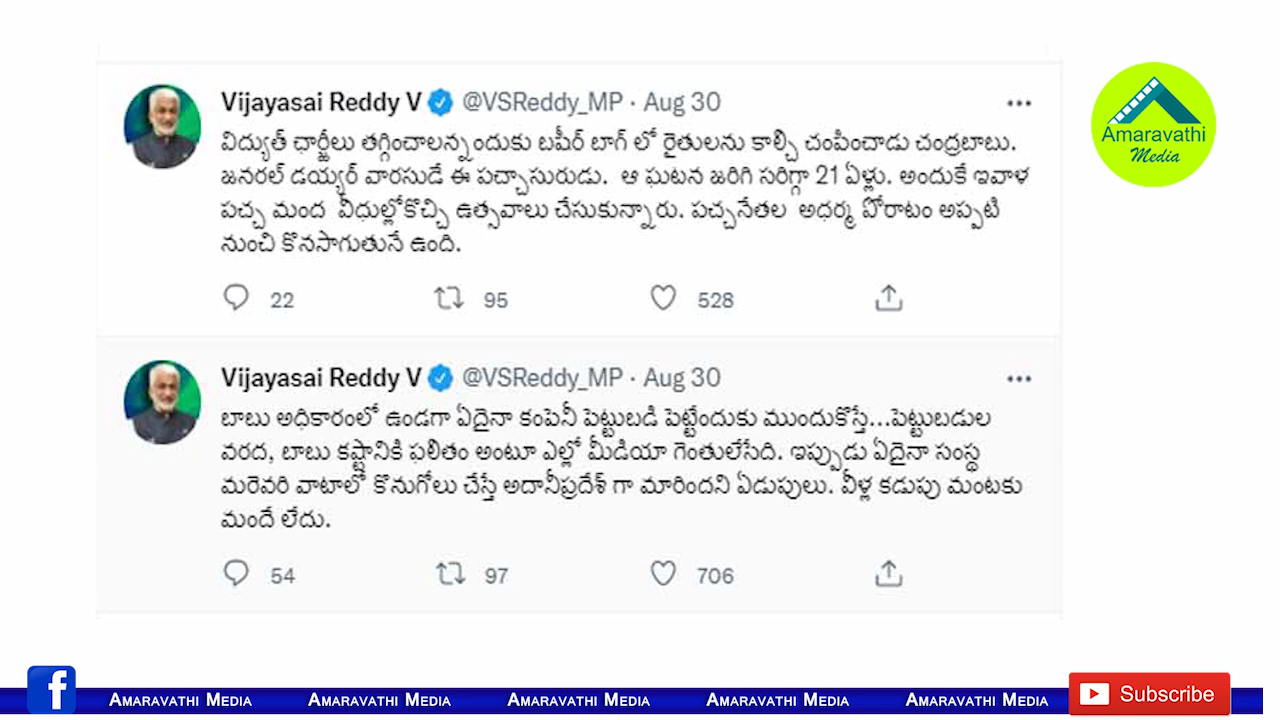 Vijayasai Reddy V @VSReddy_MP · Aug 30
విద్యుత్ ఛార్జీలు తగ్గించాలన్నందుకు బషీర్ బాగ్ లో రైతులను కాల్చి చంపించాడు చంద్రబాబు.
జనరల్ డయ్యర్ వారసుడే ఈ పచ్చాసురుడు. ఆ ఘటన జరిగి సరిగ్గా 21 ఏళ్లు. అందుకే ఇవాళ
పచ్చ మంద వీధుల్లోకొచ్చి ఉత్సవాలు చేసుకున్నారు. పచ్చనేతల అధర్మ పోరాటం అప్పటి
నుంచి కొనసాగుతునే ఉంది.
22 95 528
Amaravathi
Media
Vijayasai Reddy V @VSReddy_MP · Aug 30
బాబు అధికారంలో ఉండగా ఏదైనా కంపెనీ పెట్టుబడి పెట్టేందుకు ముందుకొస్తే...పెట్టుబడుల
వరద, బాబు కష్టానికి ఫలితం అంటూ ఎల్లో మీడియా గెంతులేసేది. ఇప్పుడు ఏదైనా సంస్థ
మరెవరి వాటాలో కొనుగోలు చేస్తే అదానీప్రదేశ్ గా మారిందని ఏడుపులు. వీళ్ల కడుపు మంటకు
మందే లేదు.
54 97 706
f Amaravathi Media Amaravathi Media Amaravathi Media Amaravathi Media Amaravathi Media Subscribe